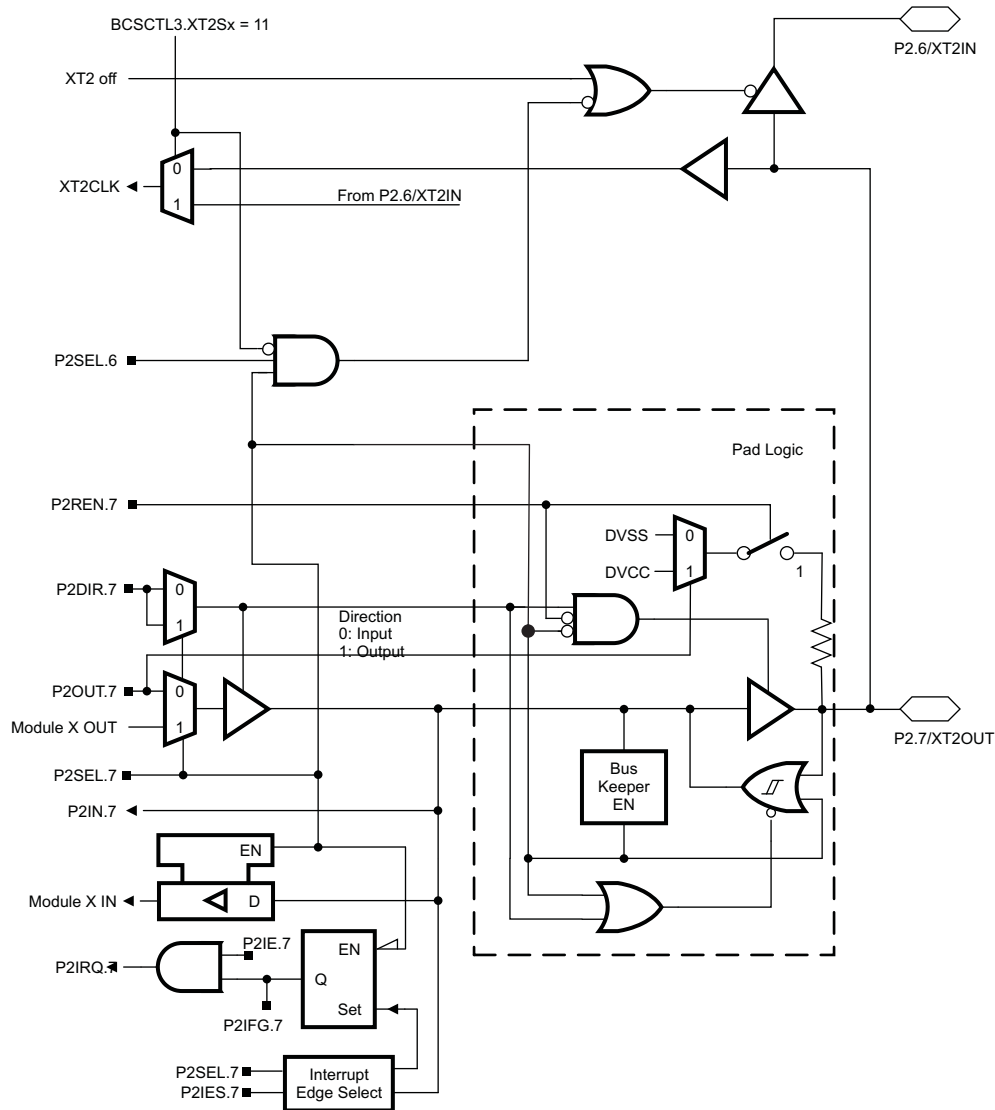 BCSCTL3.XT2Sx = 11
P2.6/XT2IN
XT2 off
0
XT2CLK
1
From P2.6/XT2IN
P2SEL.6
Pad Logic
P2REN.7
DVSS
0
DVCC
1
1
P2DIR.7
0
1
Direction
0: Input
1: Output
P2OUT.7
0
Module X OUT
1
P2.7/XT2OUT
P2SEL.7
Bus
Keeper
EN
P2IN.7
EN
Module X IN
D
P2IE.7
EN
P2IRQ.7
Q
Set
P2IFG.7
P2SEL.7
P2IES.7
Interrupt
Edge Select